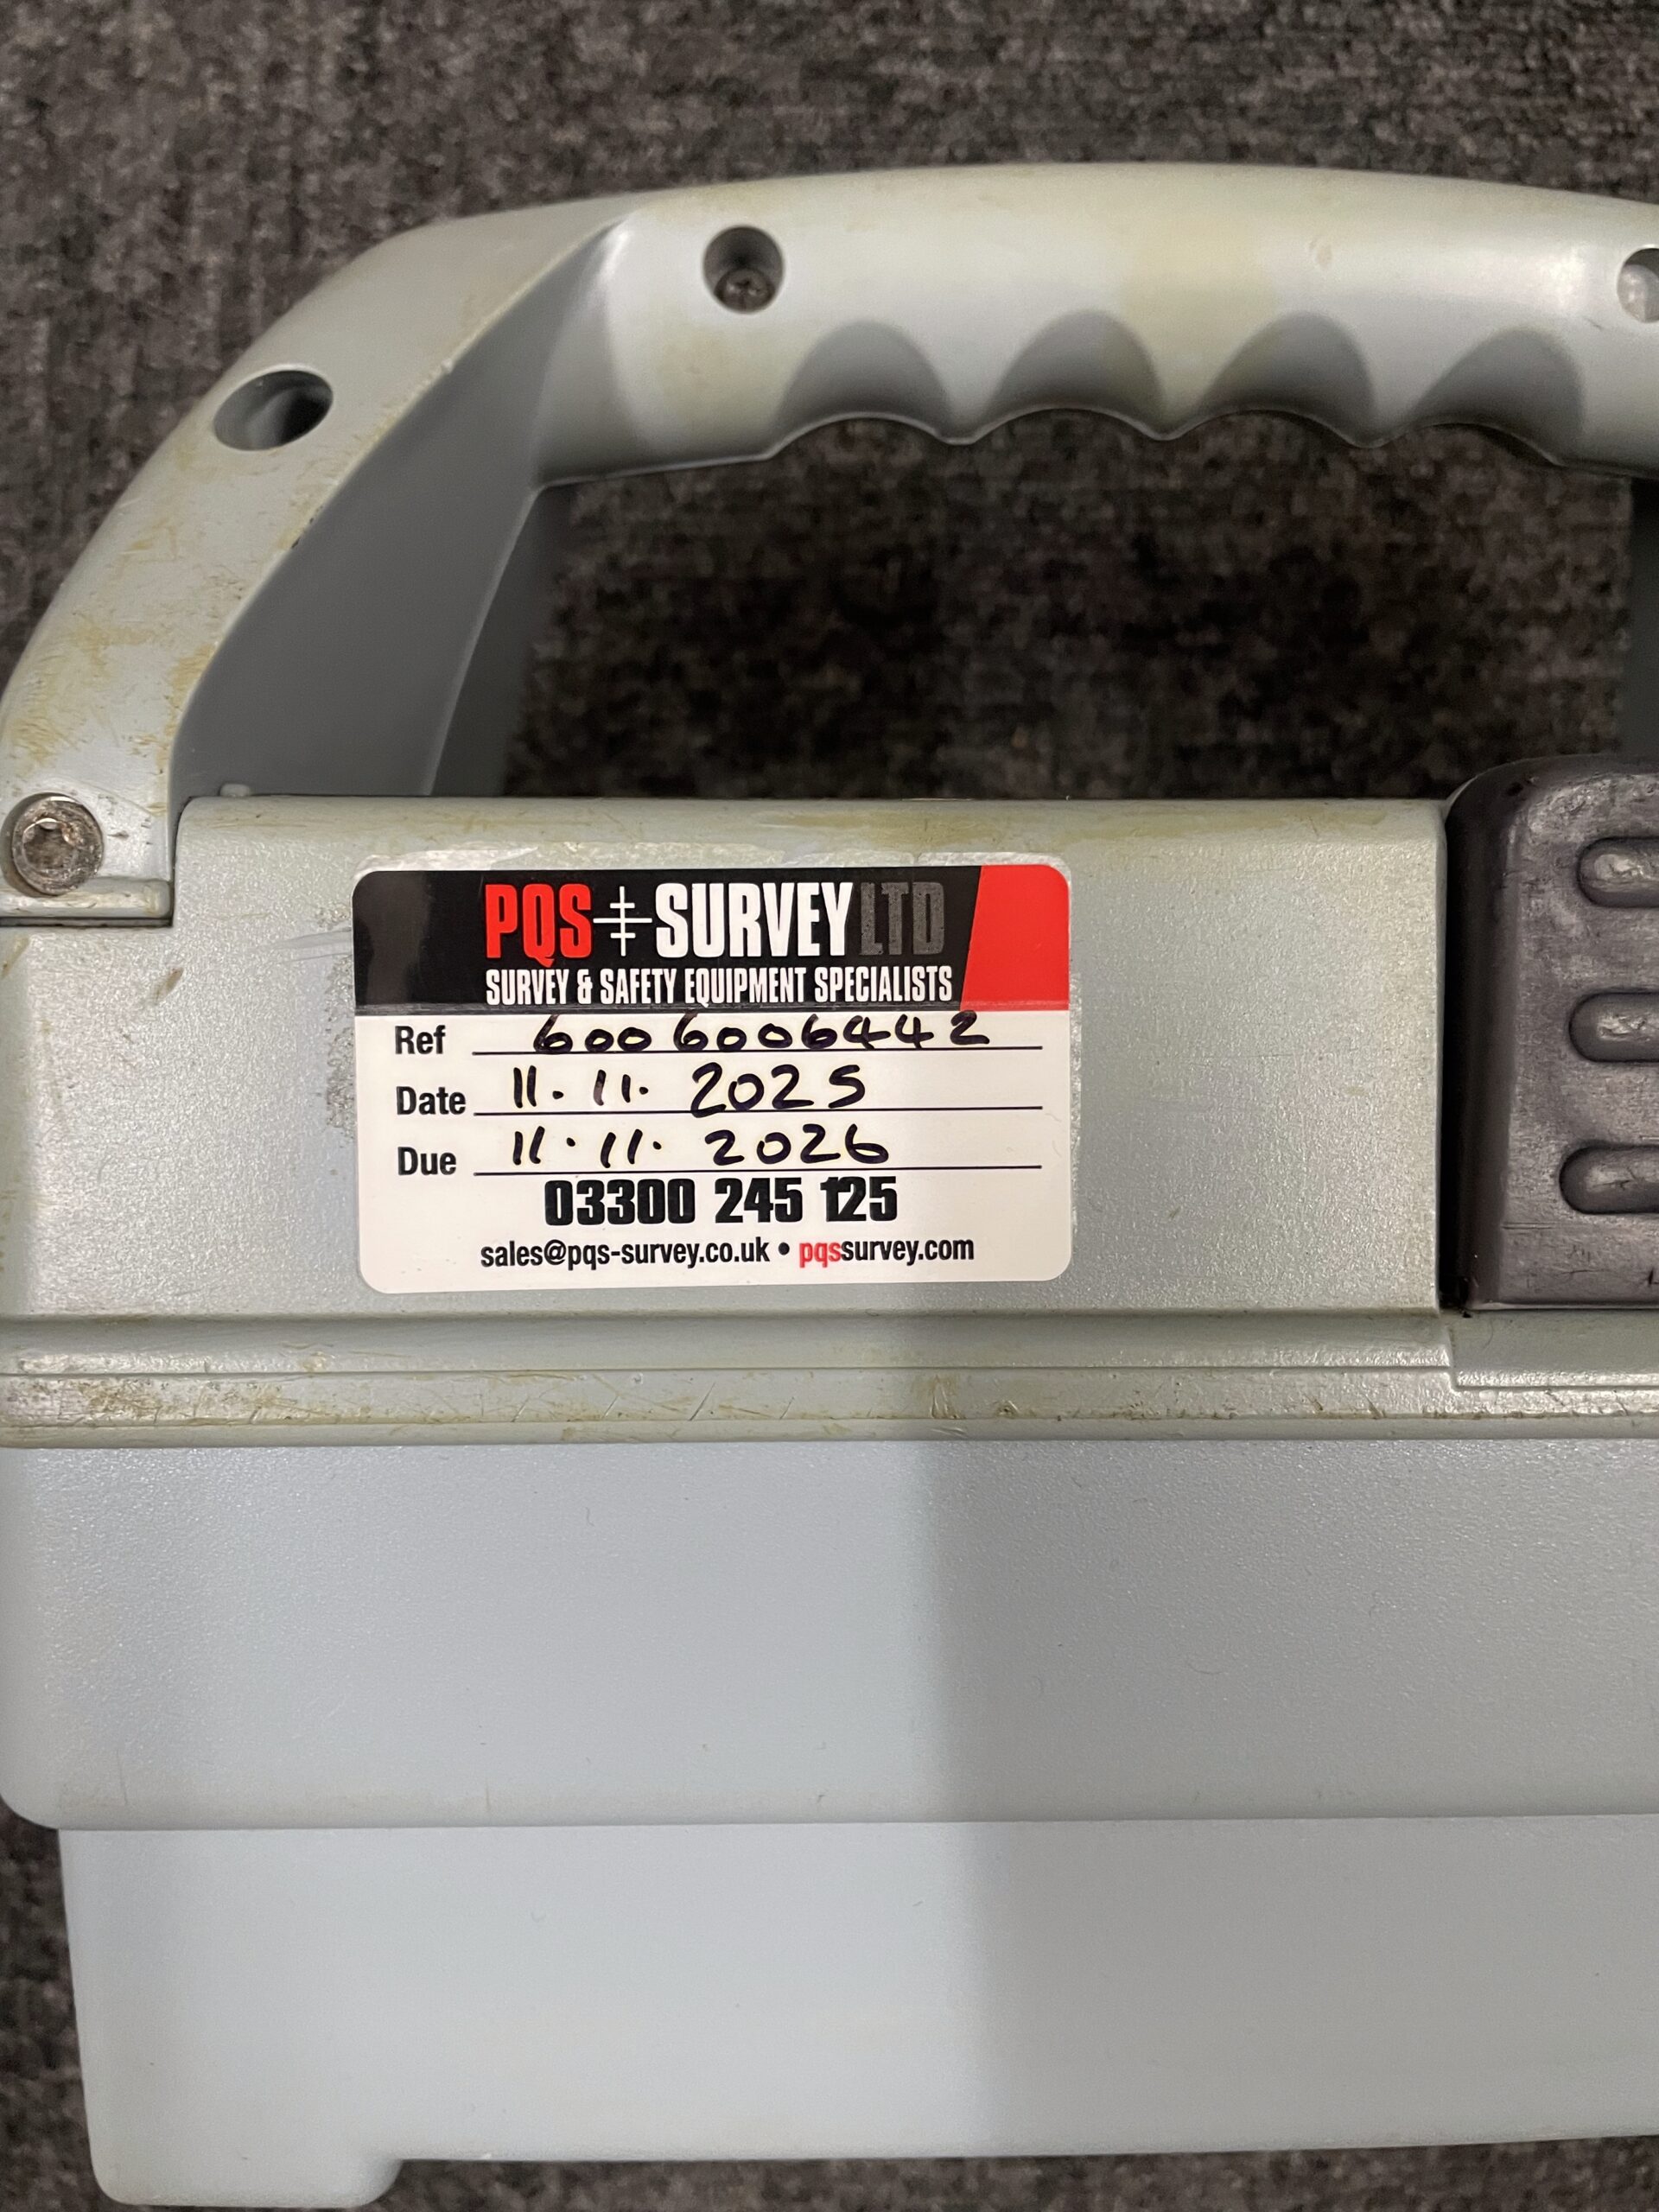 PQS SURVEY LTD
SURVEY & SAFETY EQUIPMENT SPECIALISTS
Ref 6006006442
Date 11.11.2025
Due 11.11.2026
03300 245 125
sales@pqs-survey.co.uk • pqssurvey.com